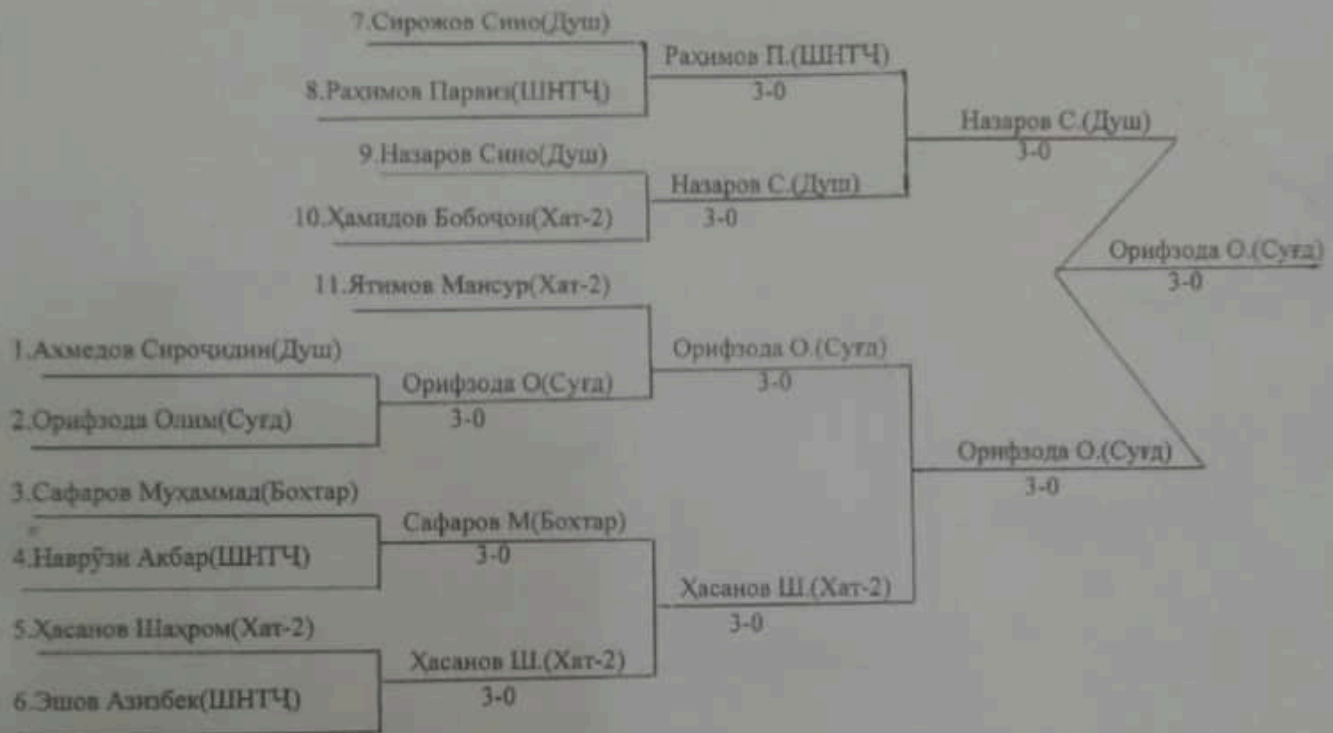 7.Сирожов Сино(Душ)
Рахимов П.(ШНТЧ)
8.Рахимов Парвиз(ШНТЧ)
3-0
Назаров С.(Душ)
3-0
9.Назаров Сино(Душ)
Назаров С.(Душ)
10.Ҳамидов Бобоҷон(Хат-2)
3-0
Орифзода О.(Суғд)
3-0
11.Ятимов Мансур(Хат-2)
1.Ахмедов Сироҷидин(Душ)
Орифзода О.(Суғд)
3-0
Орифзода О(Суғд)
2.Орифзода Олим(Суғд)
3-0
Орифзода О.(Суғд)
3-0
3.Сафаров Муҳаммад(Бохтар)
Сафаров М(Бохтар)
4.Наврӯзи Акбар(ШНТЧ)
3-0
Ҳасанов Ш.(Хат-2)
3-0
5.Ҳасанов Шаҳром(Хат-2)
Ҳасанов Ш.(Хат-2)
6.Эшов Азизбек(ШНТЧ)
3-0